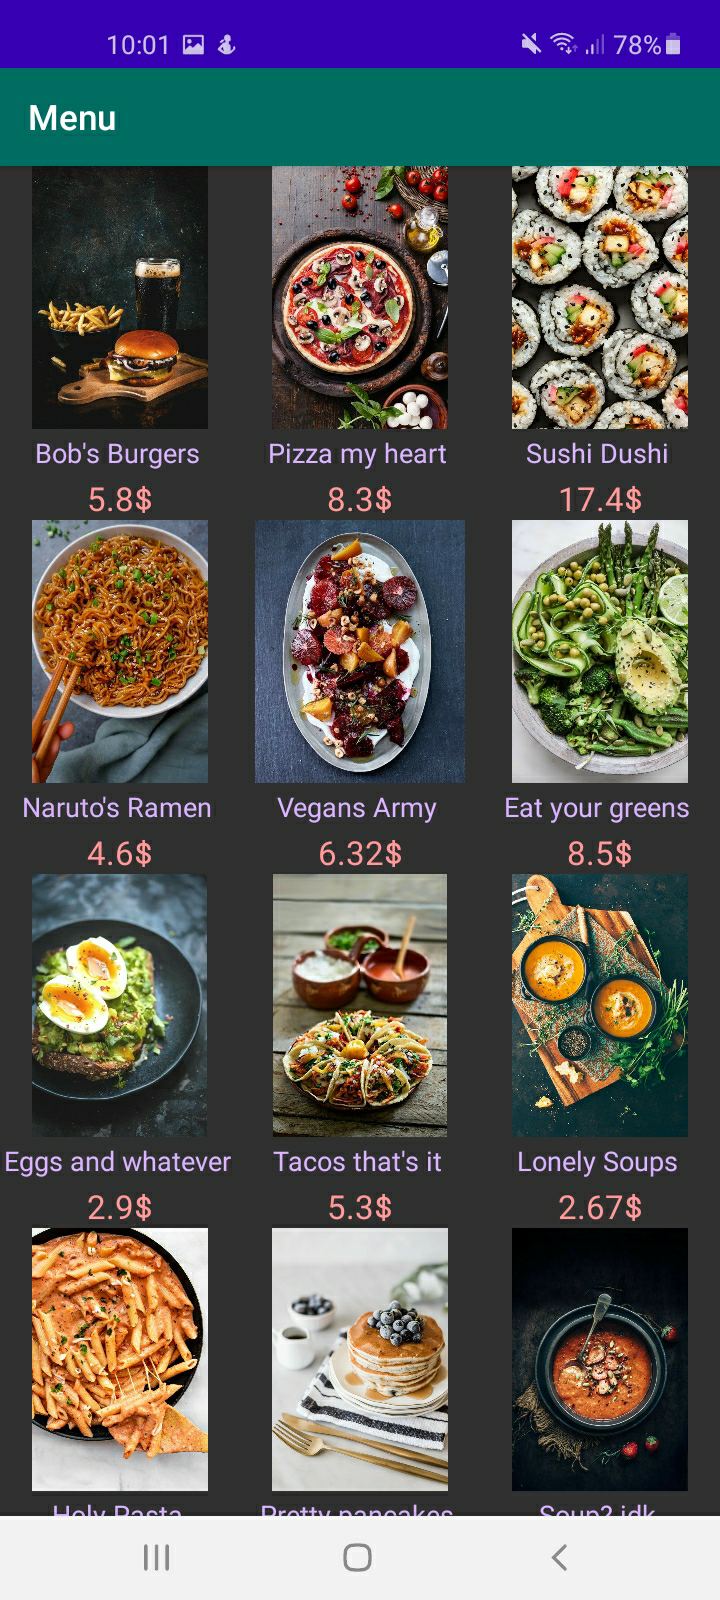 10:01 78%
Menu
Bob's Burgers Pizza my heart Sushi Dushi
5.8$ 8.3$ 17.4$
Naruto's Ramen Vegans Army Eat your greens
4.6$ 6.32$ 8.5$
Eggs and whatever Tacos that's it Lonely Soups
2.9$ 5.3$ 2.67$
Holy Pasta Pretty pancakes Soup? idk